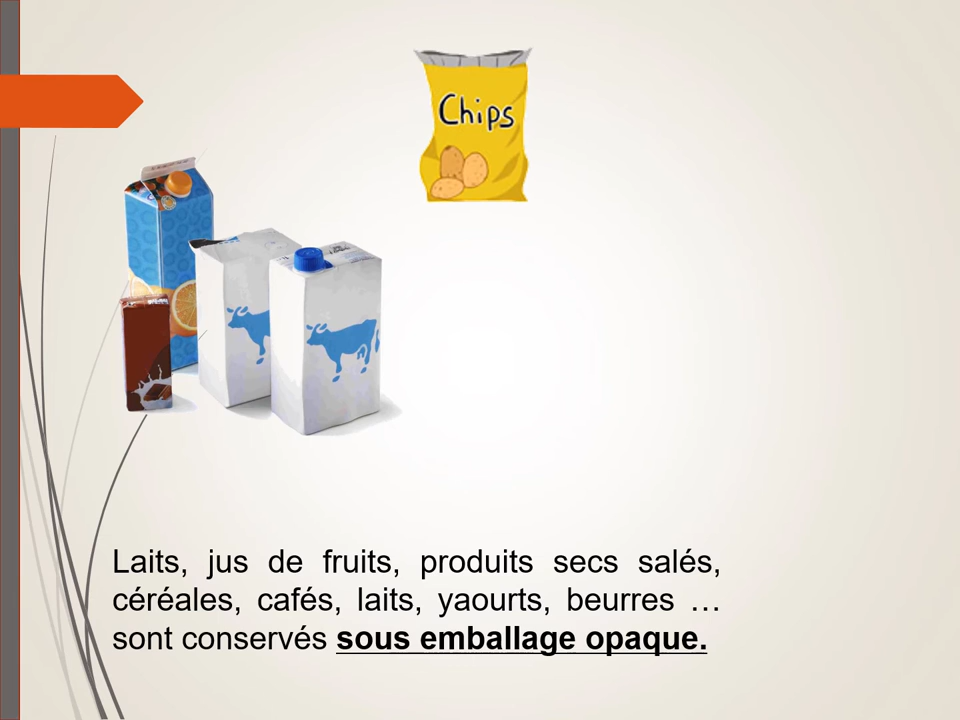 Chips
Laits, jus de fruits, produits secs salés,
céréales, cafés, laits, yaourts, beurres …
sont conservés sous emballage opaque.